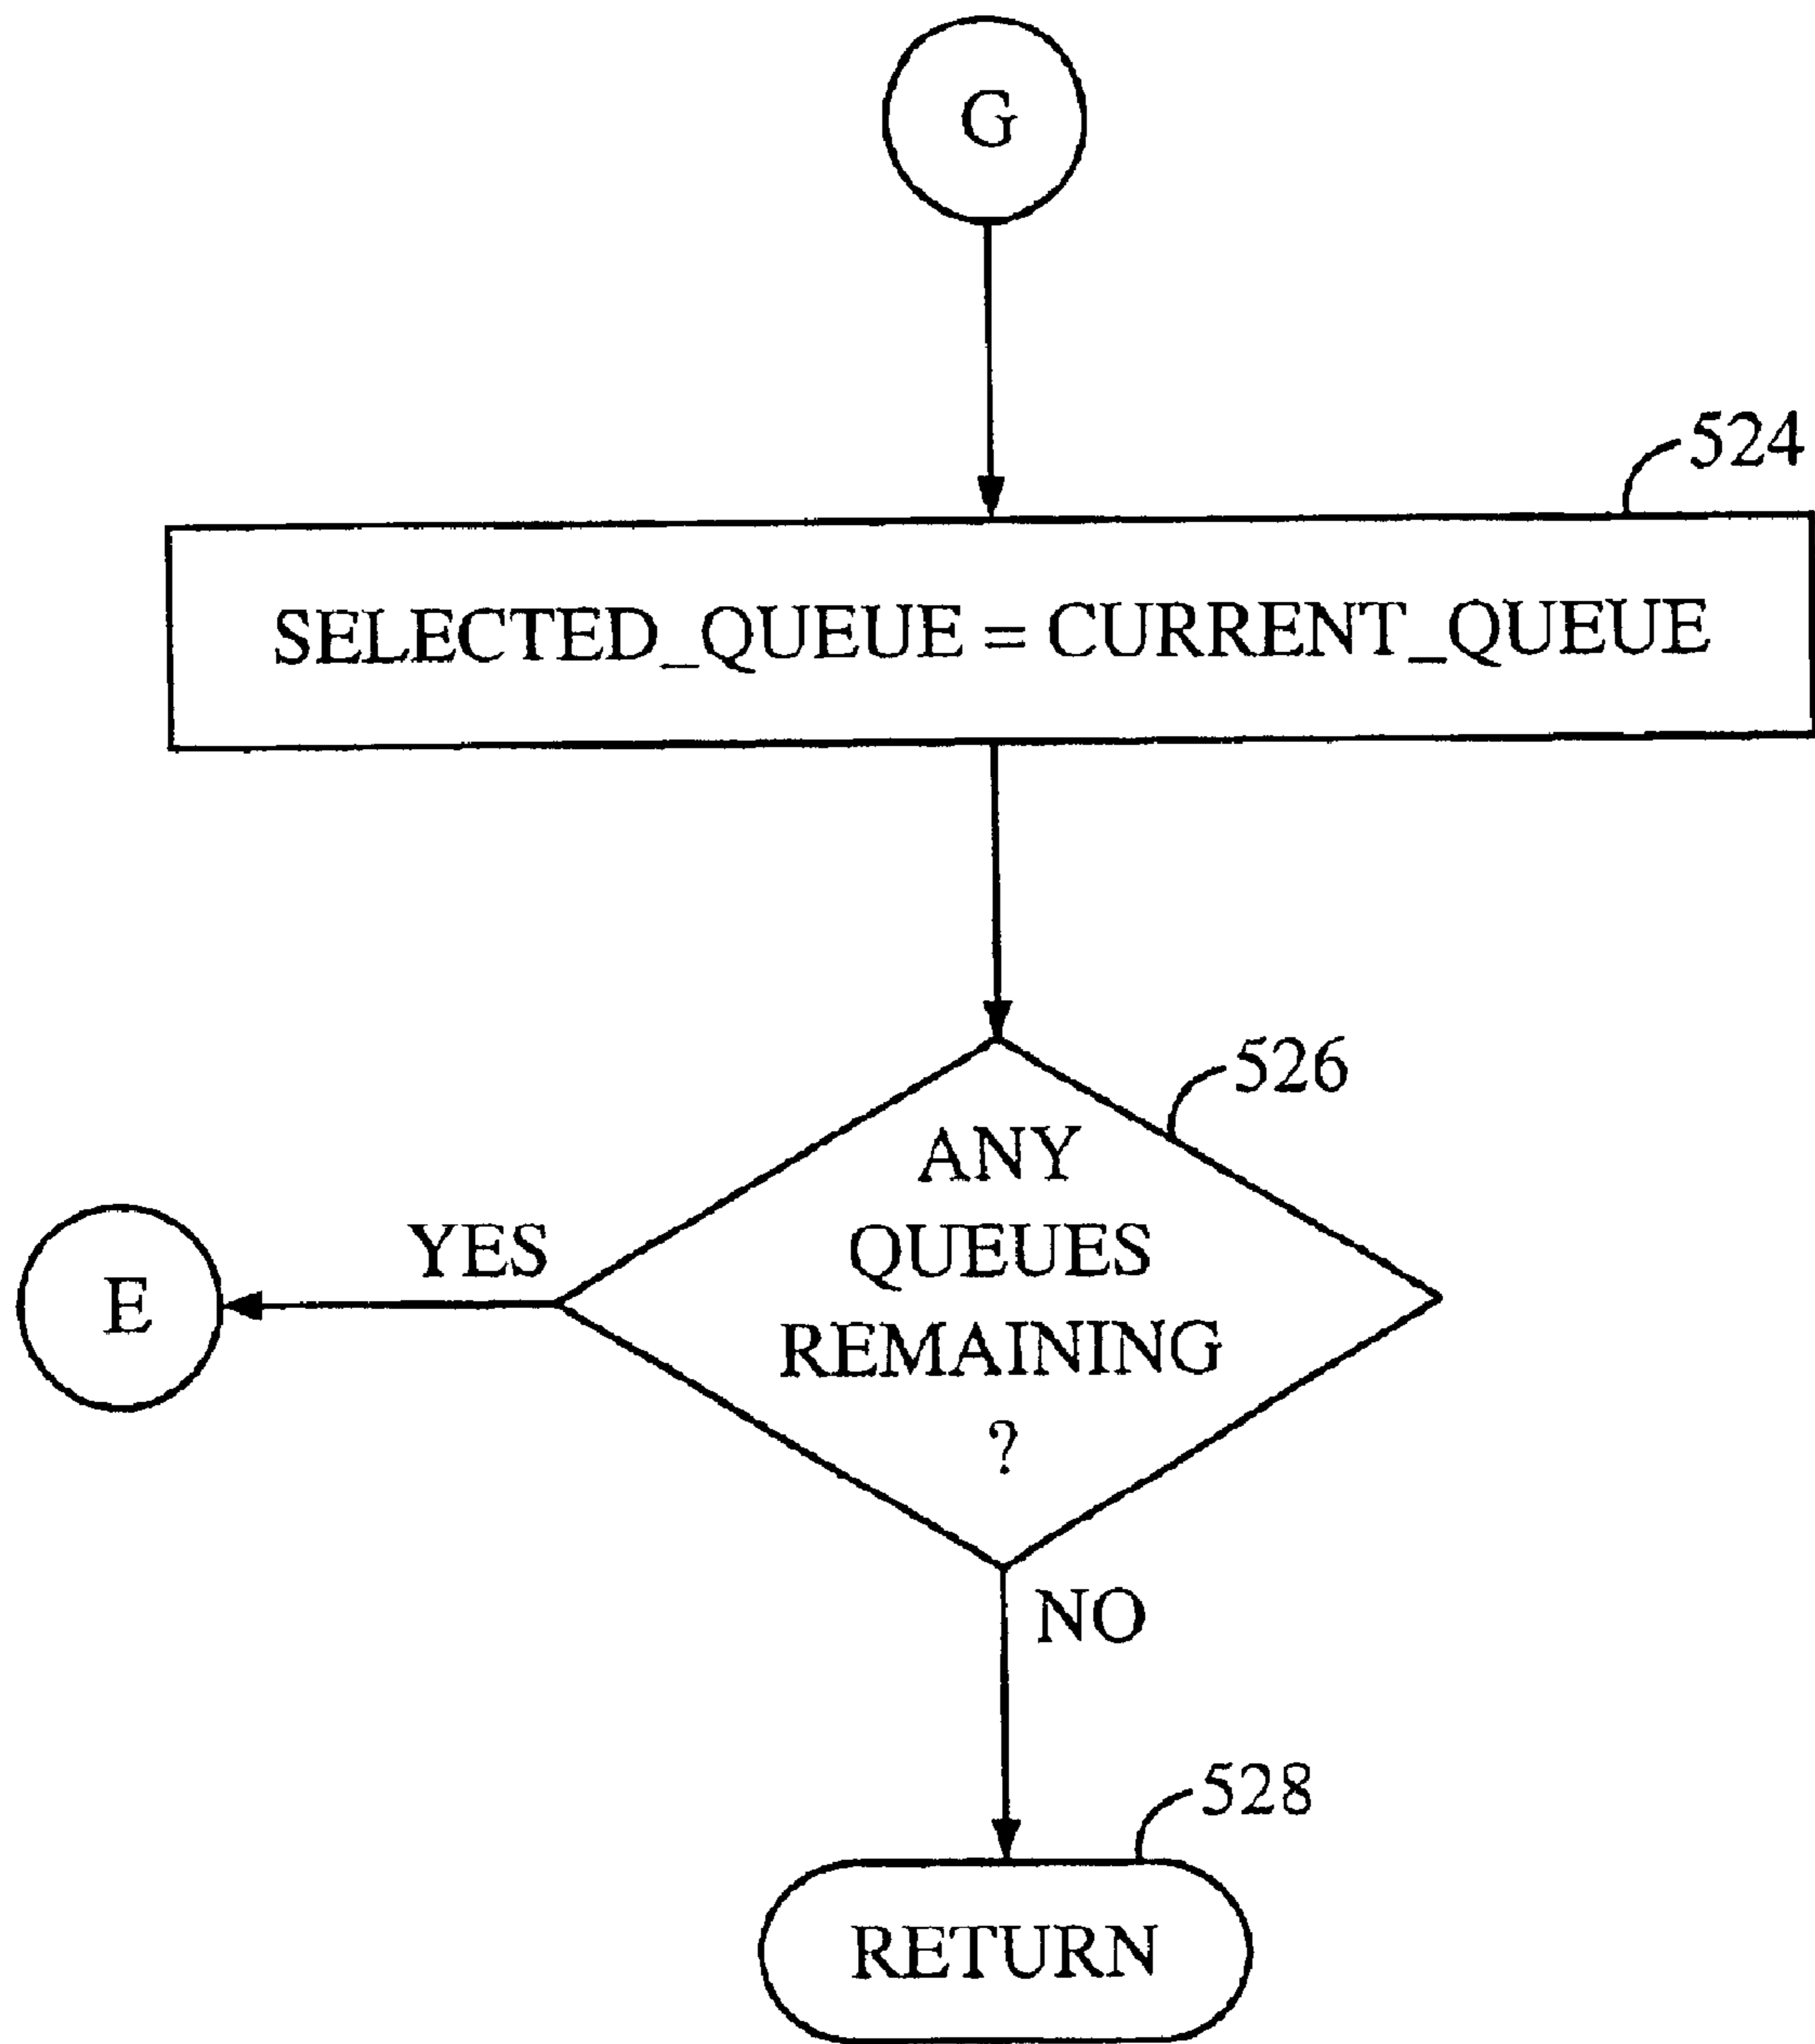 G
524
SELECTED_QUEUE = CURRENT_QUEUE
526
ANY
QUEUES
REMAINING
?
YES
E
NO
528
RETURN